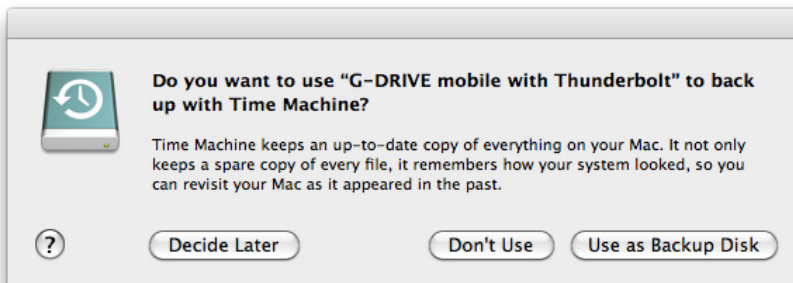 Do you want to use “G-DRIVE mobile with Thunderbolt” to back
up with Time Machine?
Time Machine keeps an up-to-date copy of everything on your Mac. It not only
keeps a spare copy of every file, it remembers how your system looked, so you
can revisit your Mac as it appeared in the past.
? Decide Later Don't Use Use as Backup Disk